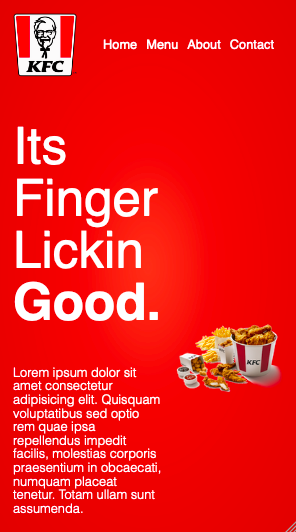 KFC
Home Menu About Contact
Its
Finger
Lickin
Good.
KFC
Lorem ipsum dolor sit
amet consectetur
adipisicing elit. Quisquam
voluptatibus sed optio
rem quae ipsa
repellendus impedit
facilis, molestias corporis
praesentium in obcaecati,
numquam placeat
tenetur. Totam ullam sunt
assumenda.